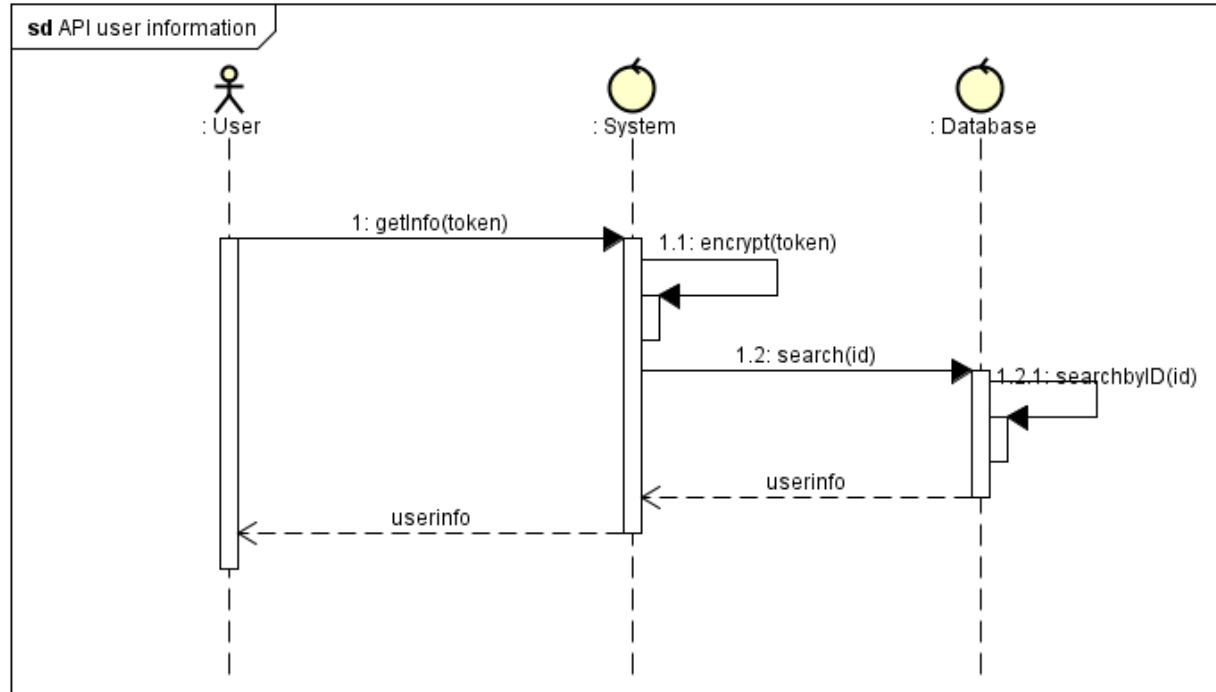 sd API user information
: User
: System
: Database
1: getInfo(token)
1.1: encrypt(token)
1.2: search(id)
1.2.1: searchbyID(id)
userinfo
userinfo